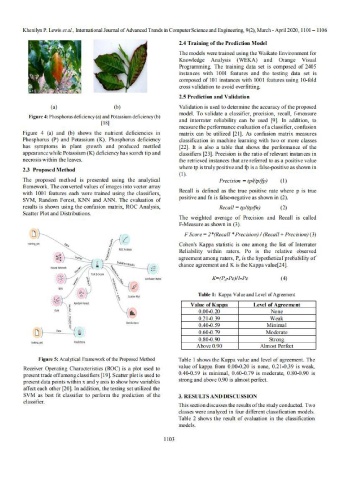 Khenilyn P. Lewis et al., International Journal of Advanced Trends in Computer Science and Engineering, 9(2), March - April 2020, 1101 – 1106
(a) (b)
Figure 4: Phosphorus deficiency (a) and Potassium deficiency (b)
[18]
Figure 4 (a) and (b) shows the nutrient deficiencies in
Phosphorus (P) and Potassium (K). Phosphorus deficiency
has symptoms in plant growth and produced mottled
appearance while Potassium (K) deficiency has scorch tip and
necrosis within the leaves.
2.3 Proposed Method
The proposed method is presented using the analytical
framework. The converted values of images into vector array
with 1001 features each were trained using the classifiers,
SVM, Random Forest, KNN and ANN. The evaluation of
results is shown using the confusion matrix, ROC Analysis,
Scatter Plot and Distributions.
Figure 5: Analytical Framework of the Proposed Method
Receiver Operating Characteristics (ROC) is a plot used to
present trade off among classifiers [19]. Scatter plot is used to
present data points within x and y axis to show how variables
affect each other [20]. In addition, the testing set utilized the
SVM as best fit classifier to perform the prediction of the
classifier.
2.4 Training of the Prediction Model
The models were trained using the Waikato Environment for
Knowledge Analysis (WEKA) and Orange Visual
Programming. The training data set is composed of 2405
instances with 1001 features and the testing data set is
composed of 181 instances with 1001 features using 10-fold
cross validation to avoid overfitting.
2.5 Prediction and Validation
Validation is used to determine the accuracy of the proposed
model. To validate a classifier, precision, recall, f-measure
and interrater reliability can be used [9]. In addition, to
measure the performance evaluation of a classifier, confusion
matrix can be utilized [21]. As confusion matrix measures
classification in machine learning with two or more classes
[22]. It is also a table that shows the performance of the
classifiers [23]. Precision is the ratio of relevant instances in
the retrieved instances that are referred to as a positive value
where tp is truly positive and fp is a false-positive as shown in
(1).
Precision = tp/(tp/fp) (1)
Recall is defined as the true positive rate where p is true
positive and fn is false-negative as shown in (2).
Recall = tp/(tp/fn) (2)
The weighted average of Precision and Recall is called
F-Measure as shown in (3).
F Score = 2*(Recall * Precision) / (Recall + Precision) (3)
Cohen's Kappa statistic is one among the list of Interrater
Reliability within raters. Po is the relative observed
agreement among raters, Pe is the hypothetical probability of
chance agreement and K is the Kappa value[24].
(4)
Table 1: Kappa Value and Level of Agreement
Value of Kappa Level of Agreement
0.00-0.20 None
0.21-0.39 Weak
0.40-0.59 Minimal
0.60-0.79 Moderate
0.80-0.90 Strong
Above 0.90 Almost Perfect
Table 1 shows the Kappa value and level of agreement. The
value of kappa from 0.00-0.20 is none, 0.21-0.39 is weak,
0.40-0.59 is minimal, 0.40-0.79 is moderate, 0.80-0.90 is
strong and above 0.90 is almost perfect.
3. RESULTS AND DISCUSSION
This section discusses the results of the study conducted. Two
classes were analyzed in four different classification models.
Table 2 shows the result of evaluation in the classification
models.
1103